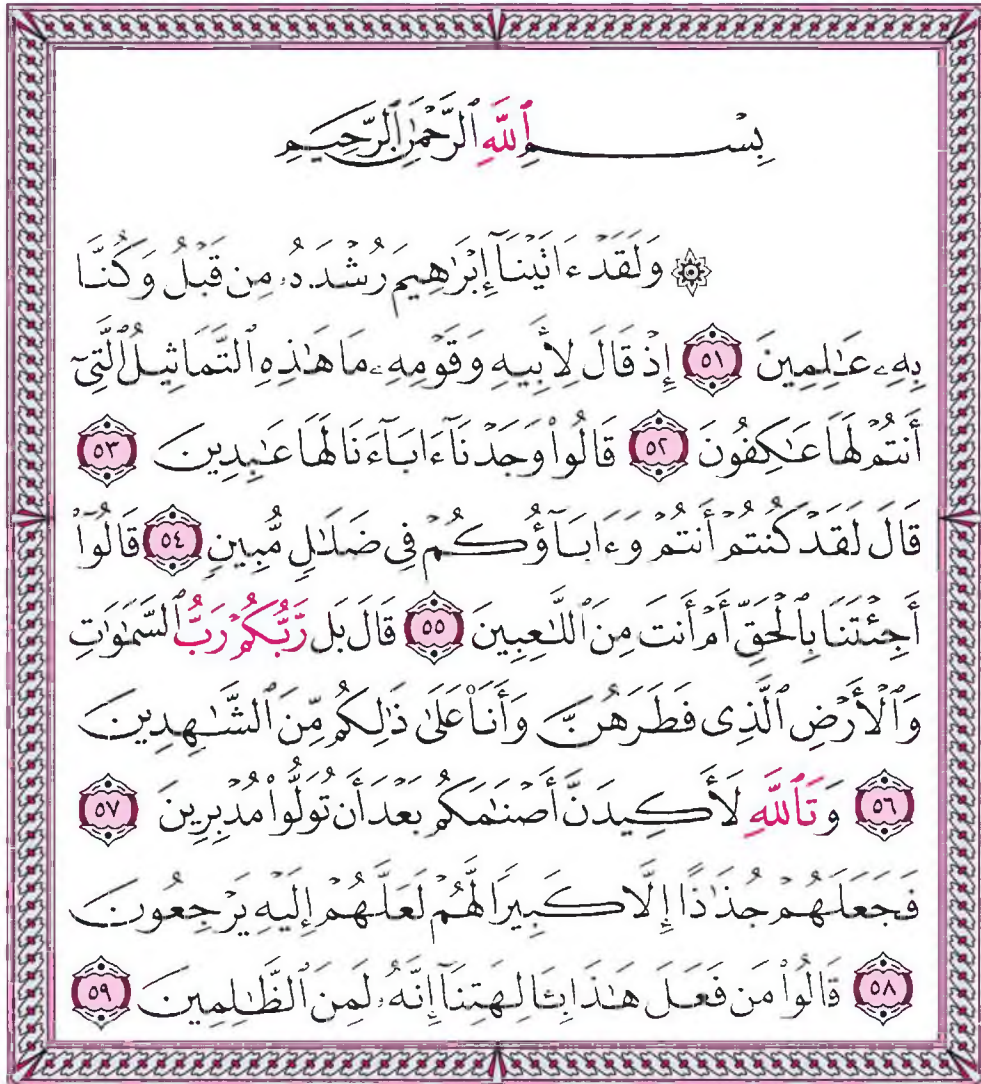 بِسْمِ ٱللَّهِ ٱلرَّحْمَٰنِ ٱلرَّحِيمِ
۞ وَلَقَدْ ءَاتَيْنَآ إِبْرَٰهِيمَ رُشْدَهُۥ مِن قَبْلُ وَكُنَّا
بِهِۦ عَٰلِمِينَ ٥١ إِذْ قَالَ لِأَبِيهِ وَقَوْمِهِۦ مَا هَٰذِهِ ٱلتَّمَاثِيلُ ٱلَّتِىٓ
أَنتُمْ لَهَا عَٰكِفُونَ ٥٢ قَالُوا۟ وَجَدْنَآ ءَابَآءَنَا لَهَا عَٰبِدِينَ ٥٣
قَالَ لَقَدْ كُنتُمْ أَنتُمْ وَءَابَآؤُكُمْ فِى ضَلَٰلٍ مُّبِينٍ ٥٤ قَالُوٓا۟
أَجِئْتَنَا بِٱلْحَقِّ أَمْ أَنتَ مِنَ ٱللَّٰعِبِينَ ٥٥ قَالَ بَل رَّبُّكُمْ رَبُّ ٱلسَّمَٰوَٰتِ
وَٱلْأَرْضِ ٱلَّذِى فَطَرَهُنَّ وَأَنَا۠ عَلَىٰ ذَٰلِكُم مِّنَ ٱلشَّٰهِدِينَ
٥٦ وَتَٱللَّهِ لَأَكِيدَنَّ أَصْنَٰمَكُم بَعْدَ أَن تُوَلُّوا۟ مُدْبِرِينَ ٥٧
فَجَعَلَهُمْ جُذَٰذًا إِلَّا كَبِيرًا لَّهُمْ لَعَلَّهُمْ إِلَيْهِ يَرْجِعُونَ
٥٨ قَالُوا۟ مَن فَعَلَ هَٰذَا بِـَٔالِهَتِنَآ إِنَّهُۥ لَمِنَ ٱلظَّٰلِمِينَ ٥٩